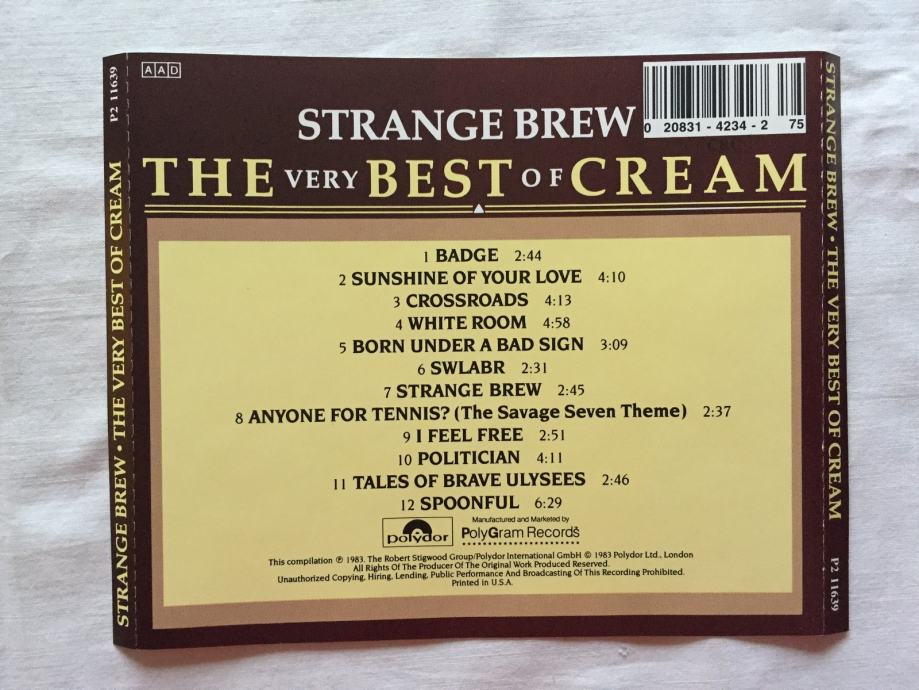 AAD
0 20831 - 4234 - 2 75
STRANGE BREW
THE VERY BEST OF CREAM
1 BADGE 2:44
2 SUNSHINE OF YOUR LOVE 4:10
3 CROSSROADS 4:13
4 WHITE ROOM 4:58
5 BORN UNDER A BAD SIGN 3:09
6 SWLABR 2:31
7 STRANGE BREW 2:45
8 ANYONE FOR TENNIS? (The Savage Seven Theme) 2:37
9 I FEEL FREE 2:51
10 POLITICIAN 4:11
11 TALES OF BRAVE ULYSEES 2:46
12 SPOONFUL 6:29
polydor
Manufactured and Marketed by
PolyGram Records
This compilation ℗ 1983. The Robert Stigwood Group/Polydor International GmbH © 1983 Polydor Ltd., London
All Rights Of The Producer Of The Original Work Produced Reserved.
Unauthorized Copying, Hiring, Lending, Public Performance And Broadcasting Of This Recording Prohibited.
Printed in U.S.A.
STRANGE BREW • THE VERY BEST OF CREAM P2 11639
STRANGE BREW • THE VERY BEST OF CREAM P2 11639